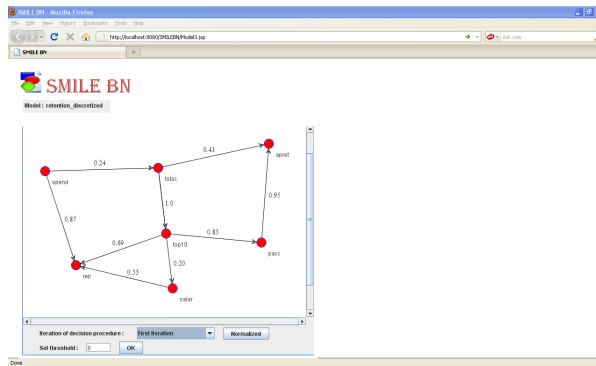 SMILE BN - Mozilla Firefox
File Edit View History Bookmarks Tools Help
http://localhost:8080/SMILEBN/Model3.jsp
Ask.com
SMILE BN
SMILE BN
Model : retention_discretized
0.43
apret
0.24
tstsc
spend
1.0
0.95
0.87
0.69
0.83
top10
pacc
0.20
rejr
0.33
salar
Iteration of decision procedure : First Iteration Normalized
Set threshold : 0 OK
Done